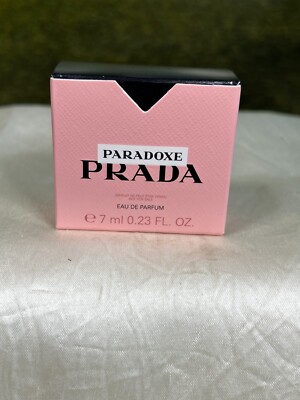 PARADOXE
PRADA
EAU DE PARFUM
℮ 7 ml 0.23 FL. OZ.